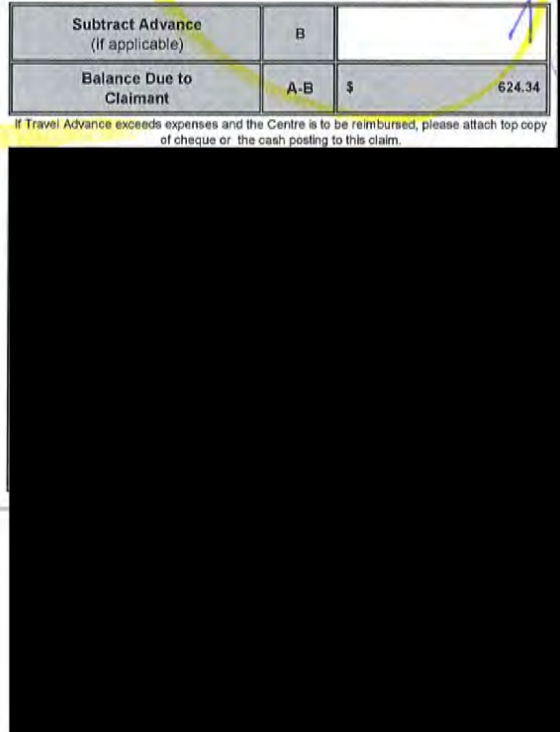 Subtract Advance
(if applicable)
B
Balance Due to
Claimant
A-B
$ 624.34
If Travel Advance exceeds expenses and the Centre is to be reimbursed, please attach top copy
of cheque or the cash posting to this claim.